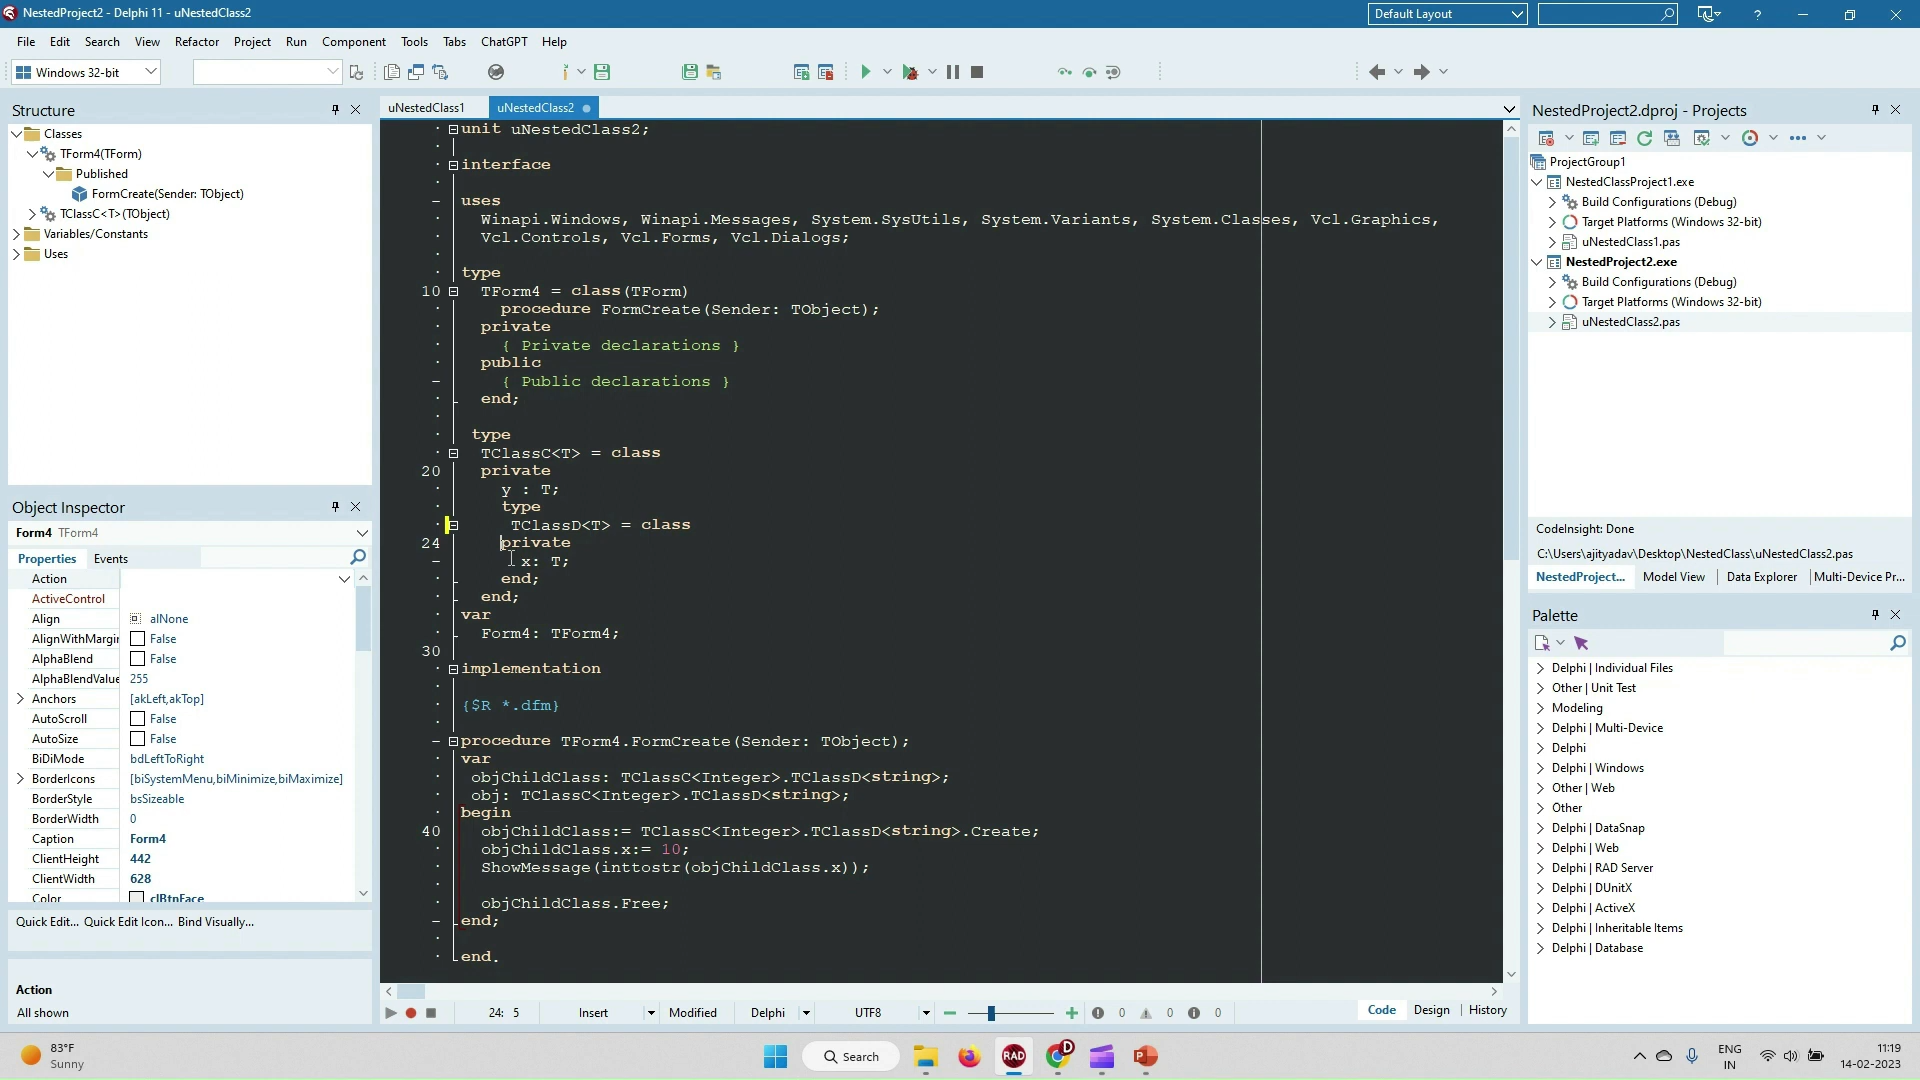 NestedProject2 - Delphi 11 - uNestedClass2
Default Layout
?
File Edit Search View Refactor Project Run Component Tools Tabs ChatGPT Help
Windows 32-bit
Structure
Classes
TForm4(TForm)
Published
FormCreate(Sender: TObject)
TClassC<T>(TObject)
Variables/Constants
Uses
Object Inspector
Form4 TForm4
Properties Events
Action
ActiveControl
Align alNone
AlignWithMargin False
AlphaBlend False
AlphaBlendValue 255
Anchors [akLeft,akTop]
AutoScroll False
AutoSize False
BiDiMode bdLeftToRight
BorderIcons [biSystemMenu,biMinimize,biMaximize]
BorderStyle bsSizeable
BorderWidth 0
Caption Form4
ClientHeight 442
ClientWidth 628
Color clBtnFace
Quick Edit... Quick Edit Icon... Bind Visually...
Action
All shown
uNestedClass1 uNestedClass2
unit uNestedClass2;
interface
uses
Winapi.Windows, Winapi.Messages, System.SysUtils, System.Variants, System.Classes, Vcl.Graphics,
Vcl.Controls, Vcl.Forms, Vcl.Dialogs;
type
10 TForm4 = class(TForm)
procedure FormCreate(Sender: TObject);
private
{ Private declarations }
public
{ Public declarations }
end;
type
TClassC<T> = class
20 private
y : T;
type
TClassD<T> = class
24 private
x: T;
end;
end;
var
Form4: TForm4;
30
implementation
{$R *.dfm}
procedure TForm4.FormCreate(Sender: TObject);
var
objChildClass: TClassC<Integer>.TClassD<string>;
obj: TClassC<Integer>.TClassD<string>;
begin
40 objChildClass:= TClassC<Integer>.TClassD<string>.Create;
objChildClass.x:= 10;
ShowMessage(inttostr(objChildClass.x));
objChildClass.Free;
end;
end.
24: 5 Insert Modified Delphi UTF8 0 0 0
Code Design History
NestedProject2.dproj - Projects
ProjectGroup1
NestedClassProject1.exe
Build Configurations (Debug)
Target Platforms (Windows 32-bit)
uNestedClass1.pas
NestedProject2.exe
Build Configurations (Debug)
Target Platforms (Windows 32-bit)
uNestedClass2.pas
CodeInsight: Done
C:\Users\ajityadav\Desktop\NestedClass\uNestedClass2.pas
NestedProject... Model View Data Explorer Multi-Device Pr...
Palette
Delphi | Individual Files
Other | Unit Test
Modeling
Delphi | Multi-Device
Delphi
Delphi | Windows
Other | Web
Other
Delphi | DataSnap
Delphi | Web
Delphi | RAD Server
Delphi | DUnitX
Delphi | ActiveX
Delphi | Inheritable Items
Delphi | Database
83°F
Sunny
Search
RAD
D
P
ENG
IN
11:19
14-02-2023